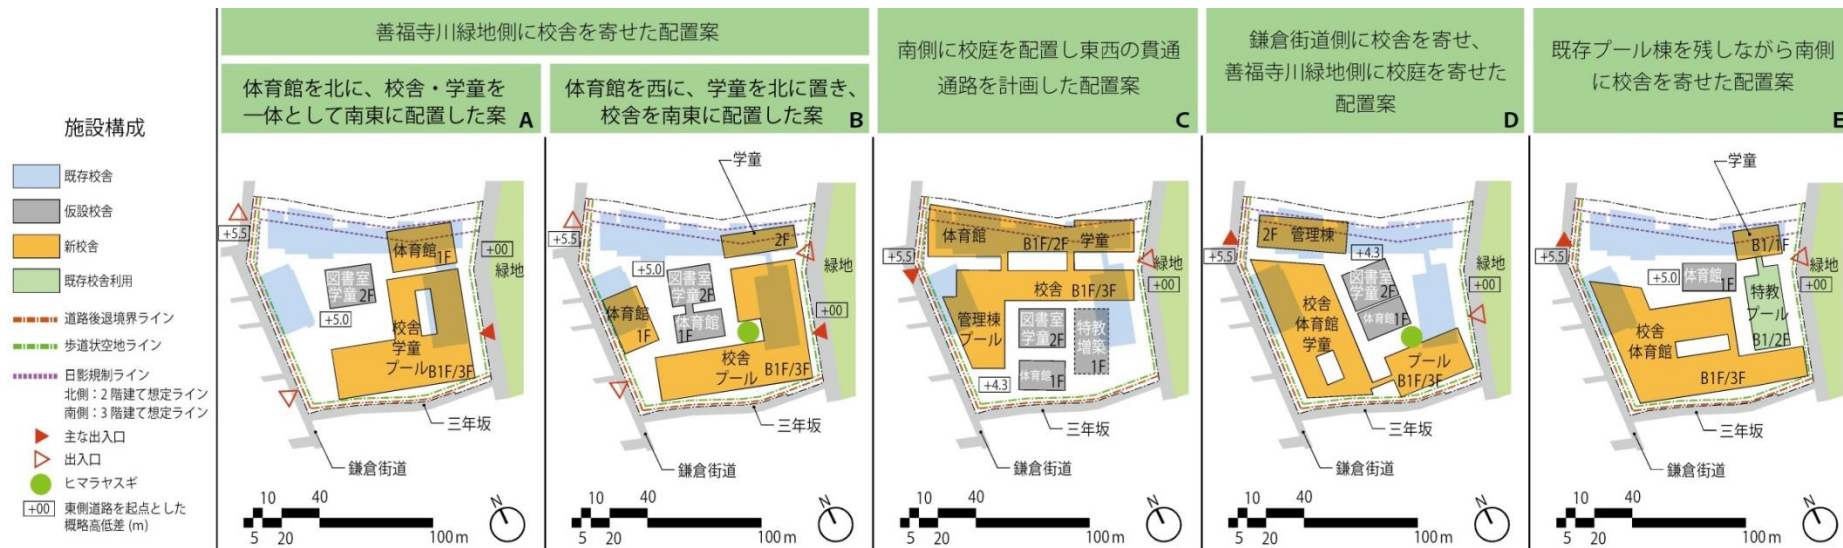 施設構成
既存校舎
仮設校舎
新校舎
既存校舎利用
道路後退境界ライン
歩道状空地ライン
日影規制ライン
北側：2階建て想定ライン
南側：3階建て想定ライン
主な出入口
出入口
ヒマラヤスギ
+00 東側道路を起点とした
概略高低差 (m)
善福寺川緑地側に校舎を寄せた配置案
体育館を北に、校舎・学童を
一体として南東に配置した案 A
+5.5
体育館
1F
+00
緑地
図書室
学童 2F
+5.0
校舎
学童
プール B1F/3F
三年坂
鎌倉街道
10 40
5 20 100m
N
体育館を西に、学童を北に置き、
校舎を南東に配置した案 B
学童
+5.5
2F
緑地
+5.0
図書室
学童 2F
体育館
1F
体育館
1F
+00
校舎
プール B1F/3F
三年坂
鎌倉街道
10 40
5 20 100m
N
南側に校庭を配置し東西の貫通
通路を計画した配置案
C
体育館
B1F/2F
学童
+5.5
緑地
+00
校舎 B1F/3F
管理棟
プール
図書室
学童 2F
特教
増築
1F
体育館 1F
+4.3
三年坂
鎌倉街道
10 40
5 20 100m
N
鎌倉街道側に校舎を寄せ、
善福寺川緑地側に校庭を寄せた
配置案 D
2F 管理棟
+5.5
+4.3
緑地
+00
図書室
学童 2F
体育館 1F
校舎
体育館
学童
プール
B1F/3F
三年坂
鎌倉街道
10 40
5 20 100m
N
既存プール棟を残しながら南側
に校舎を寄せた配置案
E
学童
+5.5
B1/1F
緑地
+00
+5.0
体育館
1F
特教
プール
B1/2F
校舎
体育館
B1F/3F
三年坂
鎌倉街道
10 40
5 20 100m
N